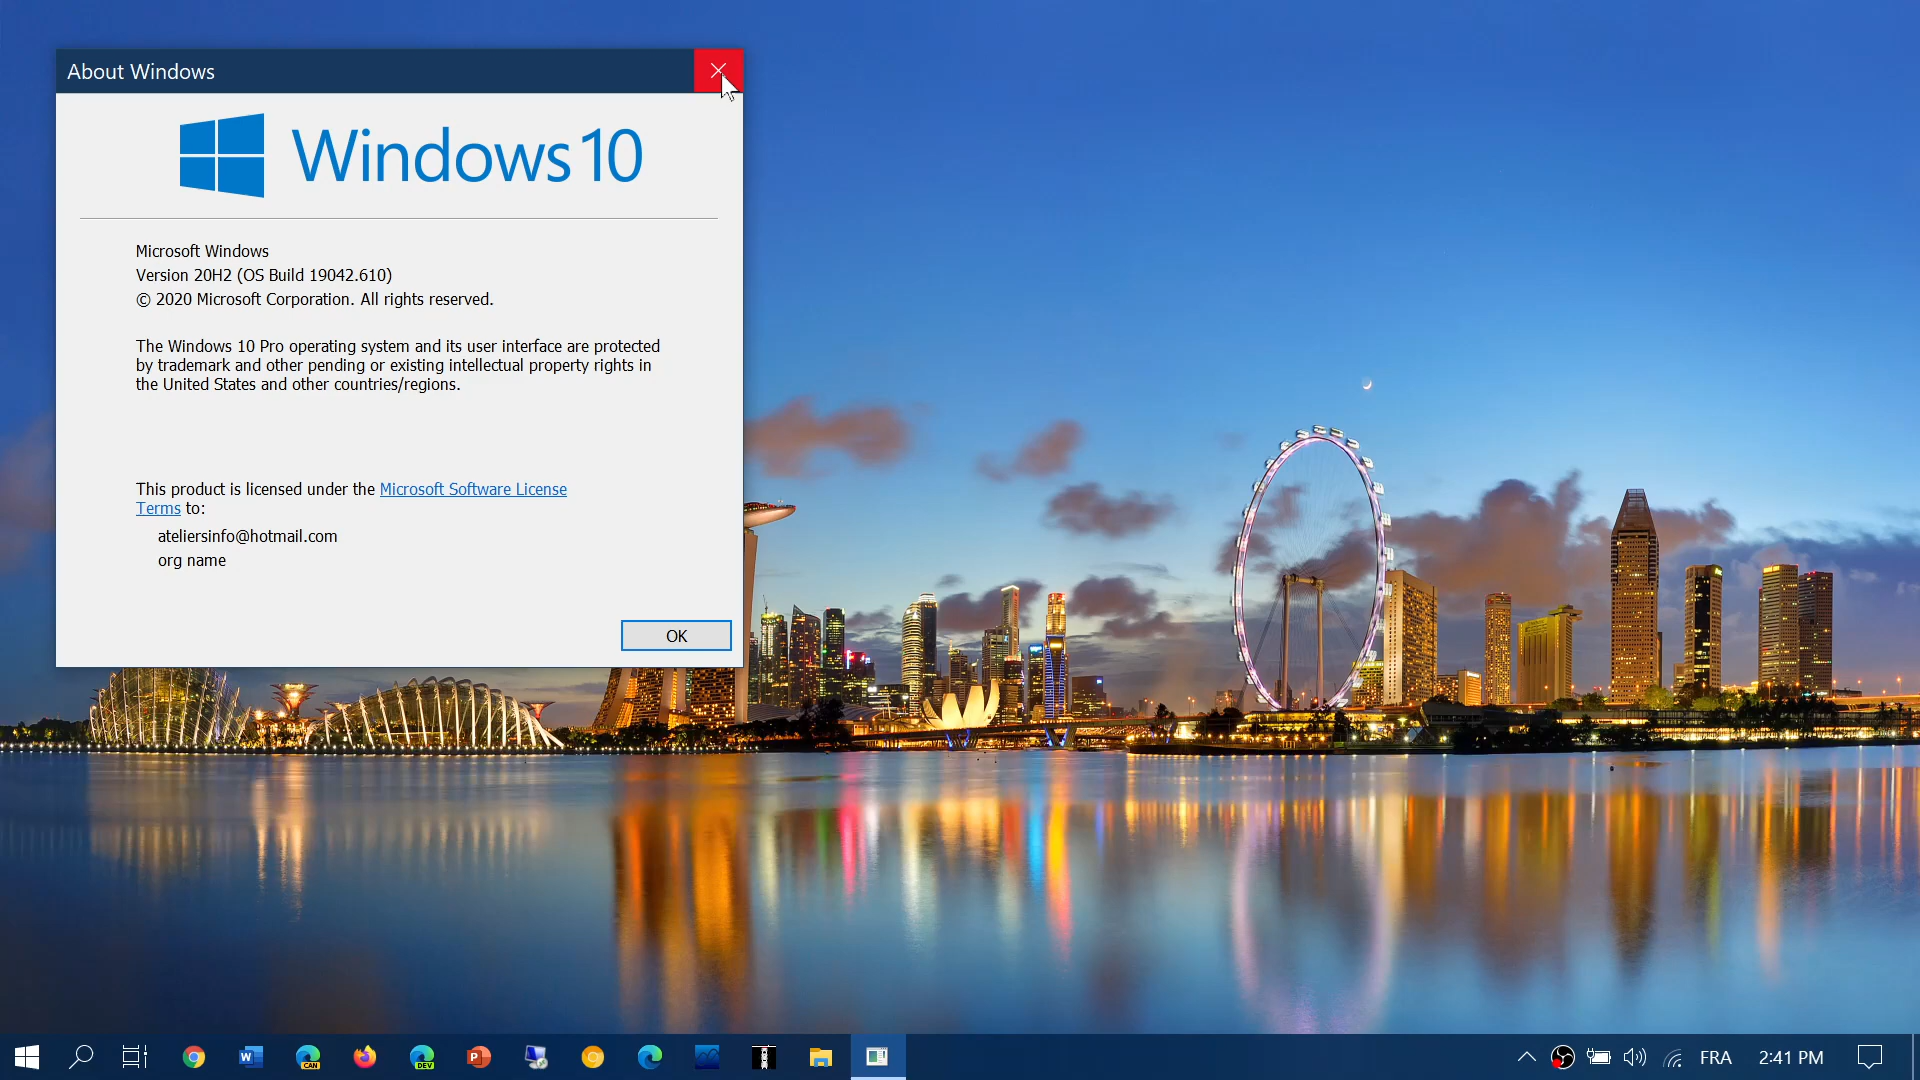 About Windows
Windows 10
Microsoft Windows
Version 20H2 (OS Build 19042.610)
© 2020 Microsoft Corporation. All rights reserved.
The Windows 10 Pro operating system and its user interface are protected
by trademark and other pending or existing intellectual property rights in
the United States and other countries/regions.
This product is licensed under the Microsoft Software License
Terms to:
ateliersinfo@hotmail.com
org name
OK
W
CAN
DEV
P
FRA
2:41 PM